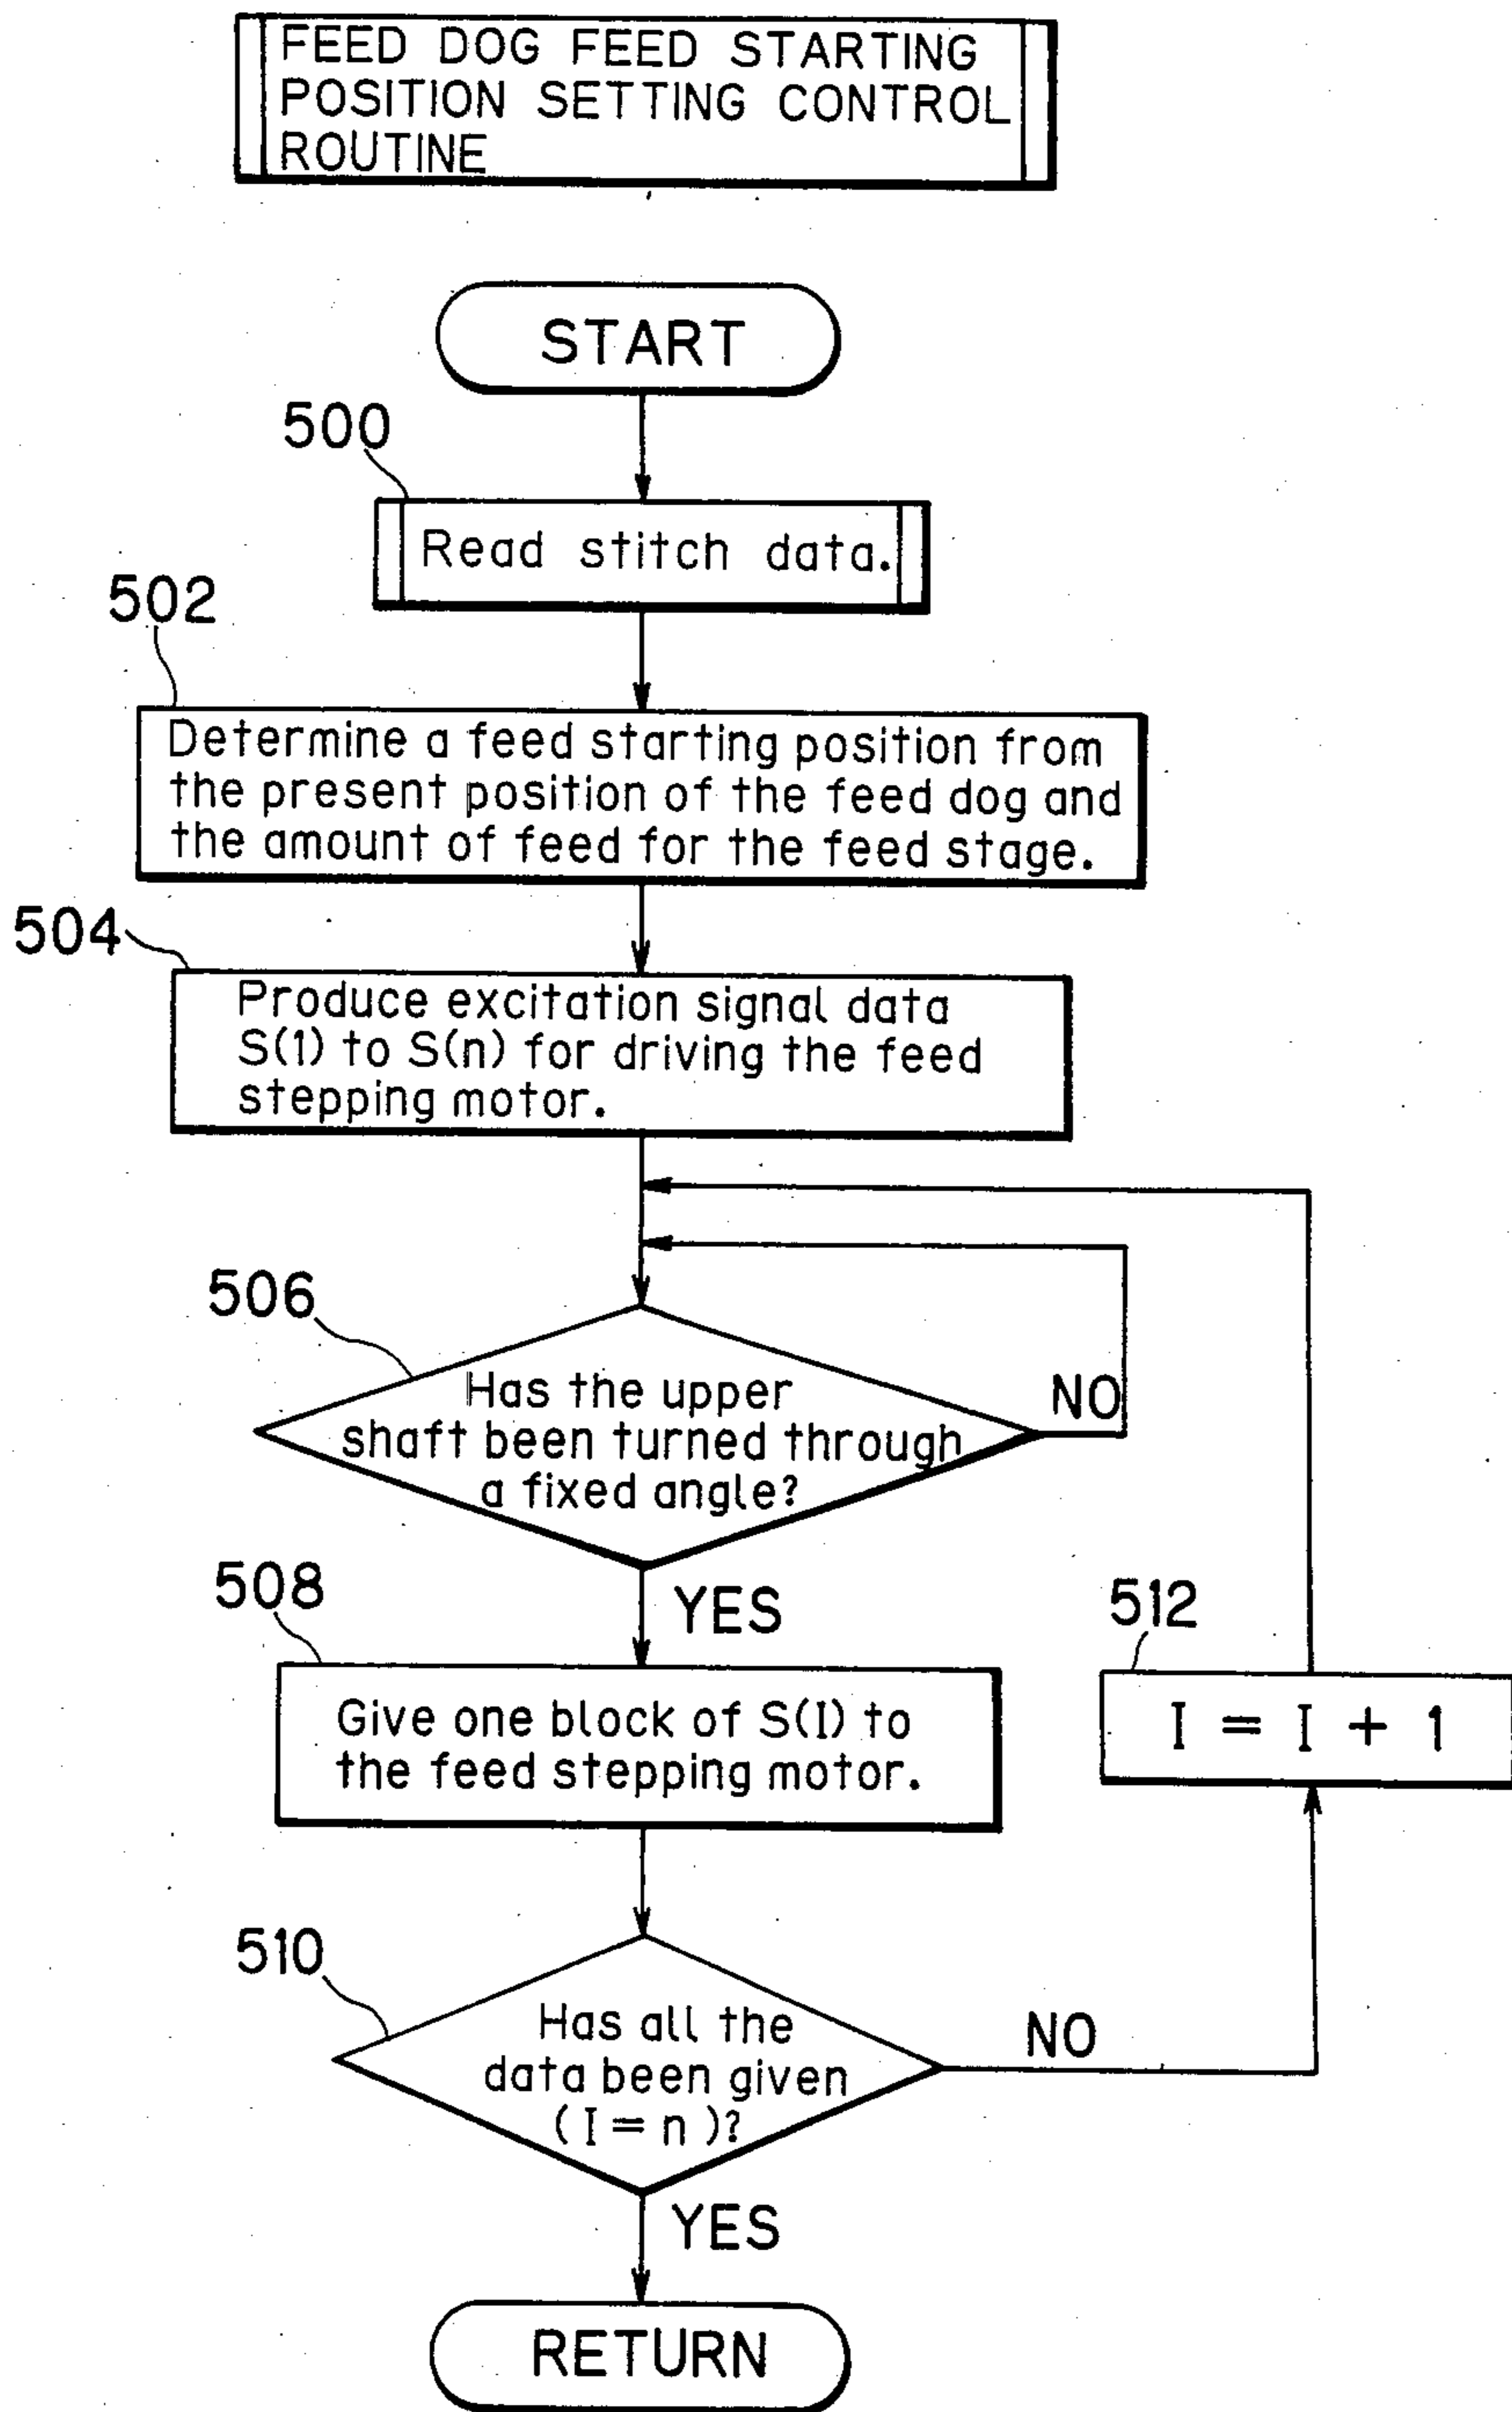 FEED DOG FEED STARTING
POSITION SETTING CONTROL
ROUTINE
START
500
Read stitch data.
502
Determine a feed starting position from
the present position of the feed dog and
the amount of feed for the feed stage.
504
Produce excitation signal data
S(1) to S(n) for driving the feed
stepping motor.
506
Has the upper
shaft been turned through
a fixed angle?
NO
YES
508
Give one block of S(I) to
the feed stepping motor.
512
I = I + 1
510
Has all the
data been given
(I = n)?
NO
YES
RETURN